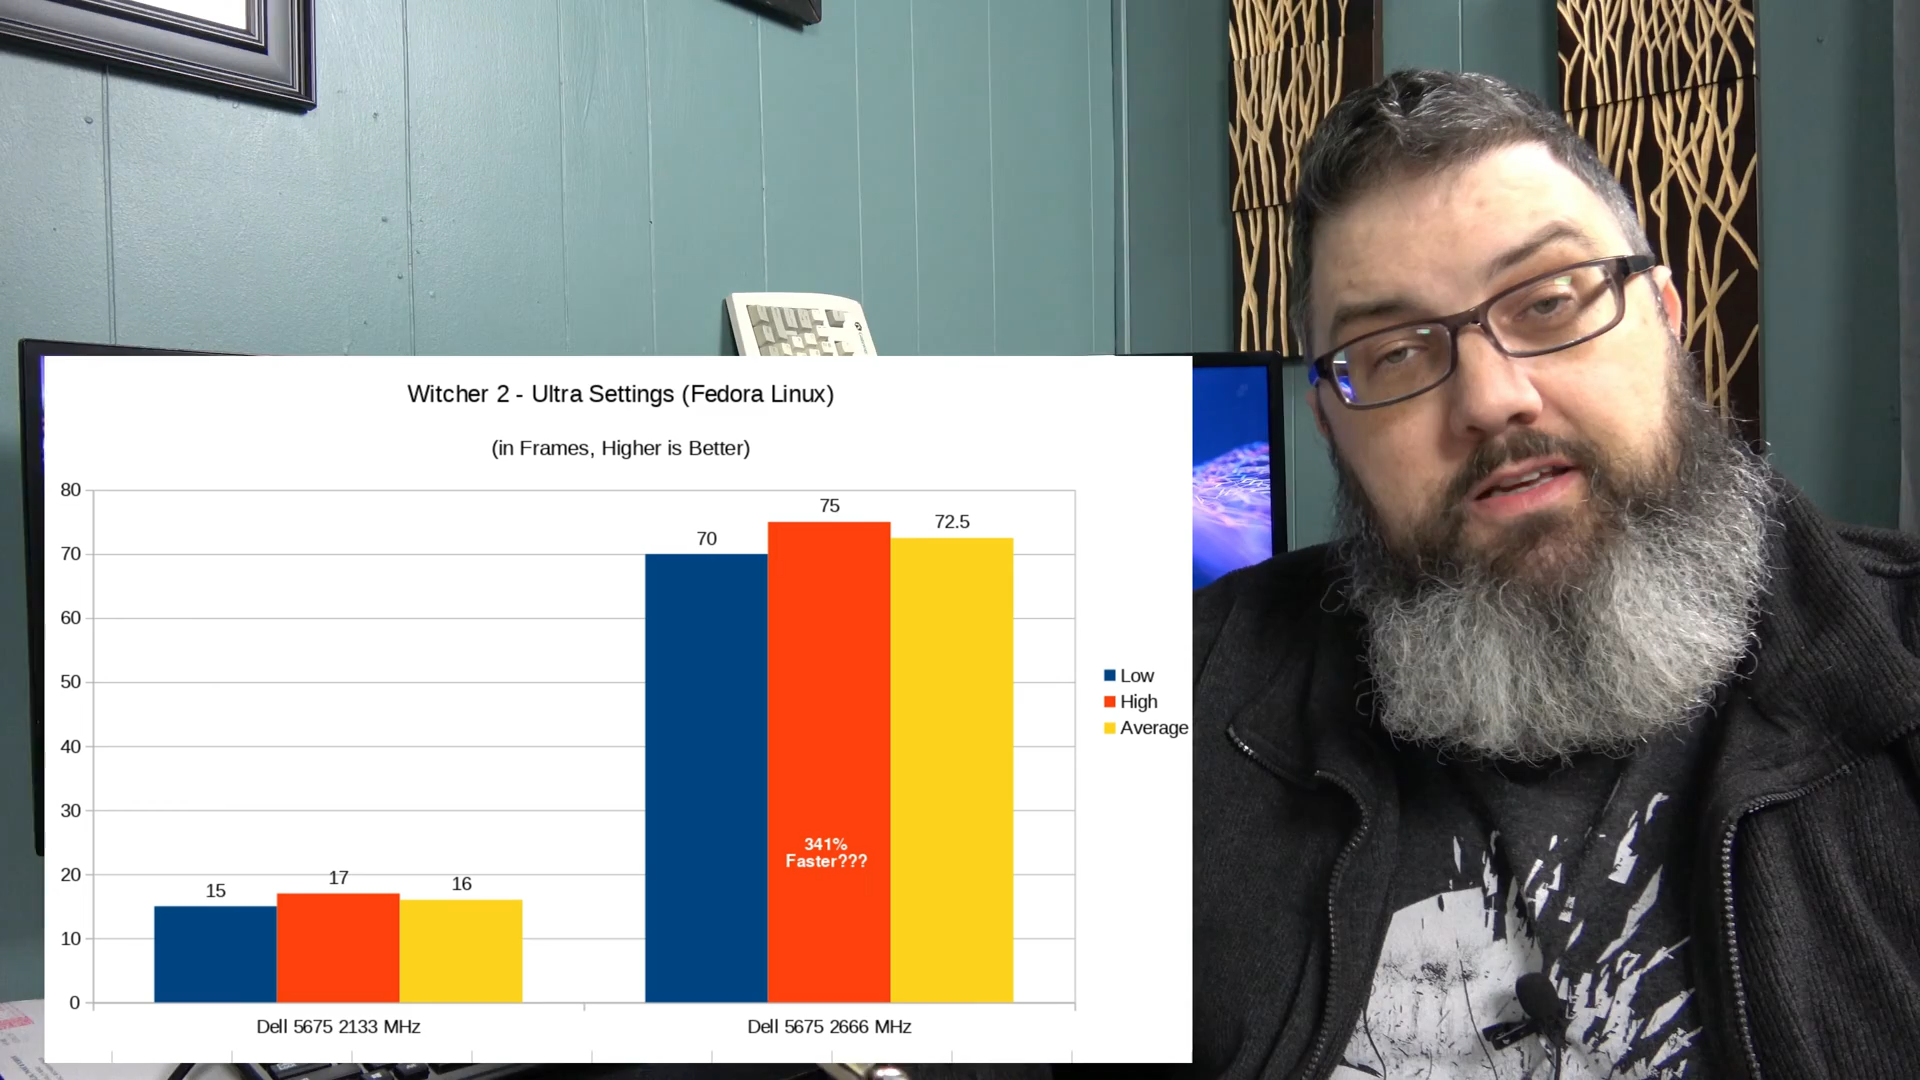 Witcher 2 - Ultra Settings (Fedora Linux)
(in Frames, Higher is Better)
80
70
60
50
40
30
20
10
0
15
17
16
70
75
72.5
341%
Faster???
Dell 5675 2133 MHz
Dell 5675 2666 MHz
Low
High
Average